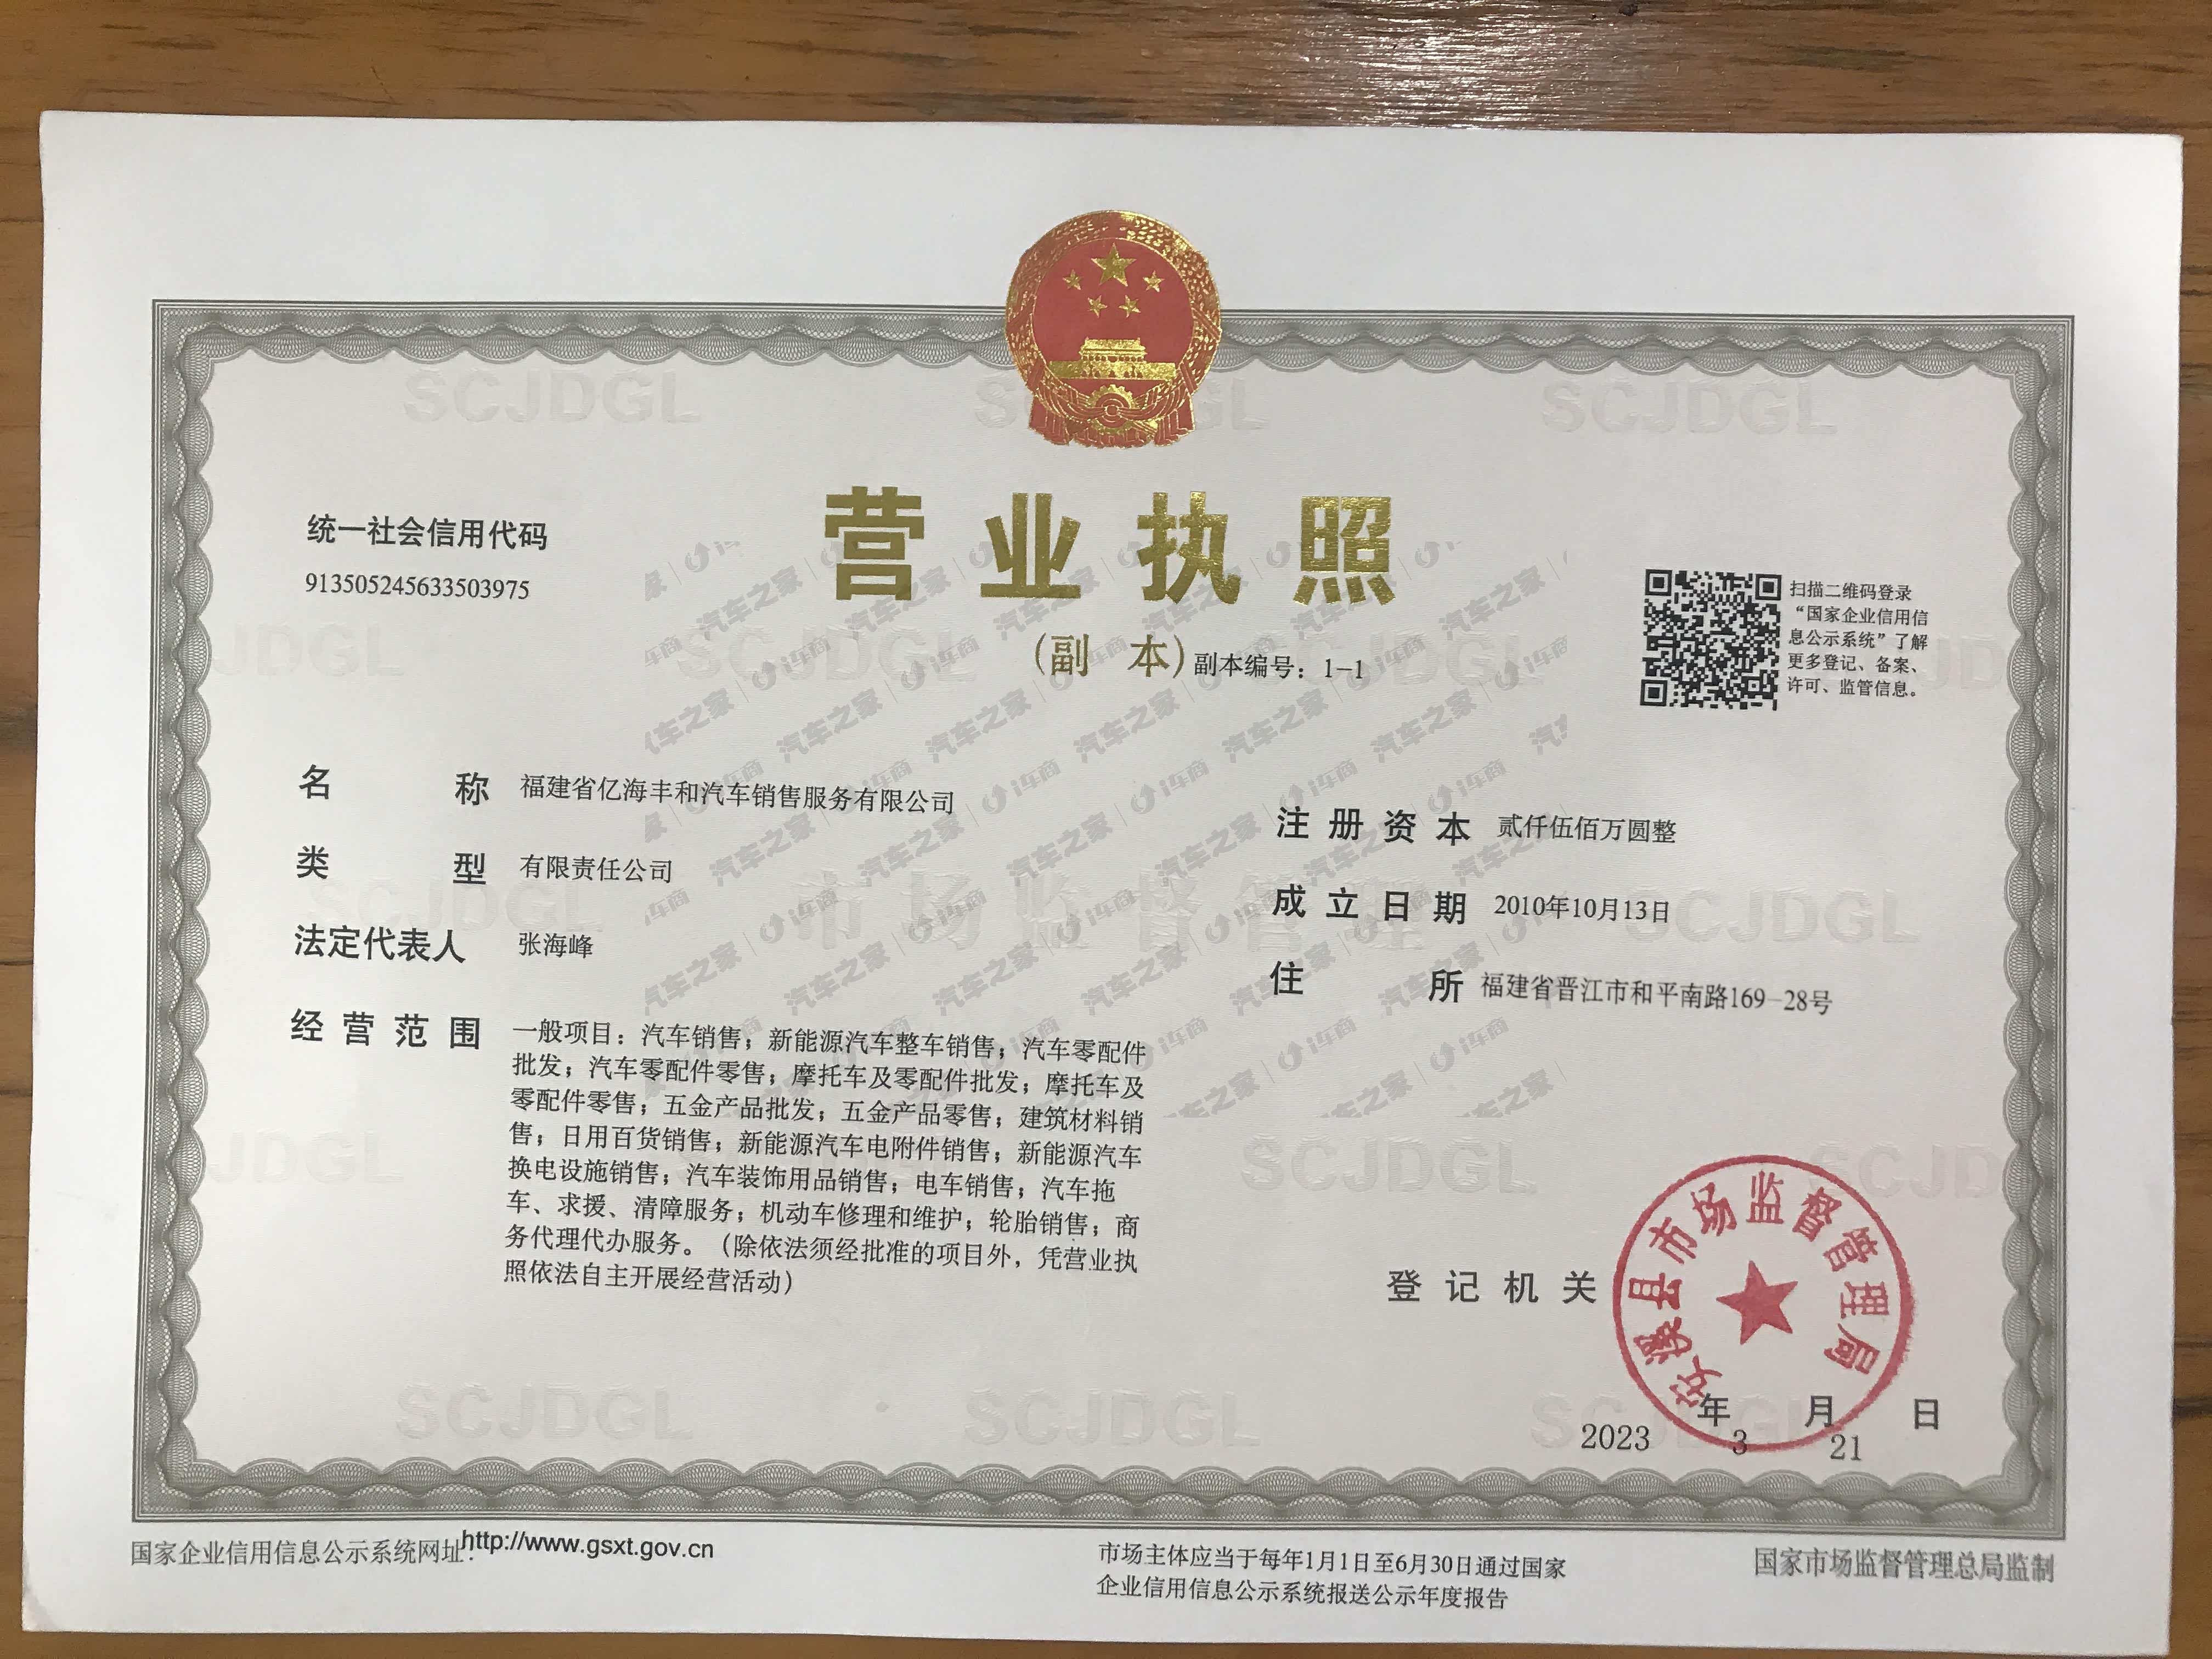 营业执照
(副 本) 副本编号：1-1
统一社会信用代码
913505245633503975
扫描二维码登录
“国家企业信用信
息公示系统”了解
更多登记、备案、
许可、监管信息。
名 称 福建省亿海丰和汽车销售服务有限公司
类 型 有限责任公司
法定代表人 张海峰
经营范围 一般项目：汽车销售；新能源汽车整车销售；汽车零配件
批发；汽车零配件零售；摩托车及零配件批发；摩托车及
零配件零售；五金产品批发；五金产品零售；建筑材料销
售；日用百货销售；新能源汽车电附件销售；新能源汽车
换电设施销售；汽车装饰用品销售；电车销售；汽车拖
车、求援、清障服务；机动车修理和维护；轮胎销售；商
务代理代办服务。（除依法须经批准的项目外，凭营业执
照依法自主开展经营活动）
注册资本 贰仟伍佰万圆整
成立日期 2010年10月13日
住 所 福建省晋江市和平南路169-28号
登记机关
安溪县市场监督管理局
年 月 日
2023 3 21
国家企业信用信息公示系统网址：http://www.gsxt.gov.cn
市场主体应当于每年1月1日至6月30日通过国家
企业信用信息公示系统报送公示年度报告
国家市场监督管理总局监制
SCJDGL
市场监督管理
汽车之家 | i车商